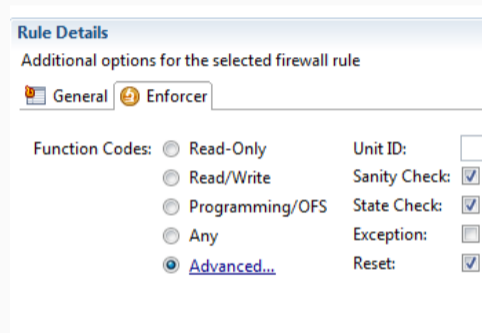 Rule Details
Additional options for the selected firewall rule
General Enforcer
Function Codes: Read-Only Unit ID:
Read/Write Sanity Check:
Programming/OFS State Check:
Any Exception:
Advanced... Reset: